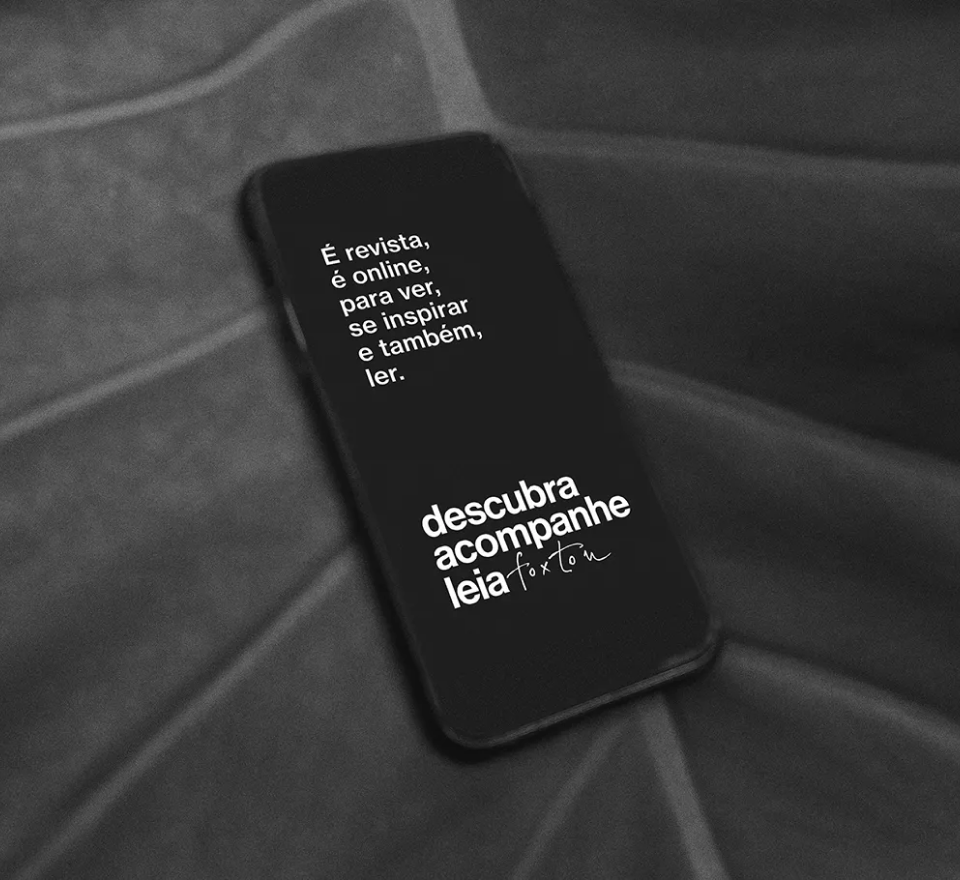 É revista,
é online,
para ver,
se inspirar
e também,
ler.
descubra
acompanhe
leia foxton